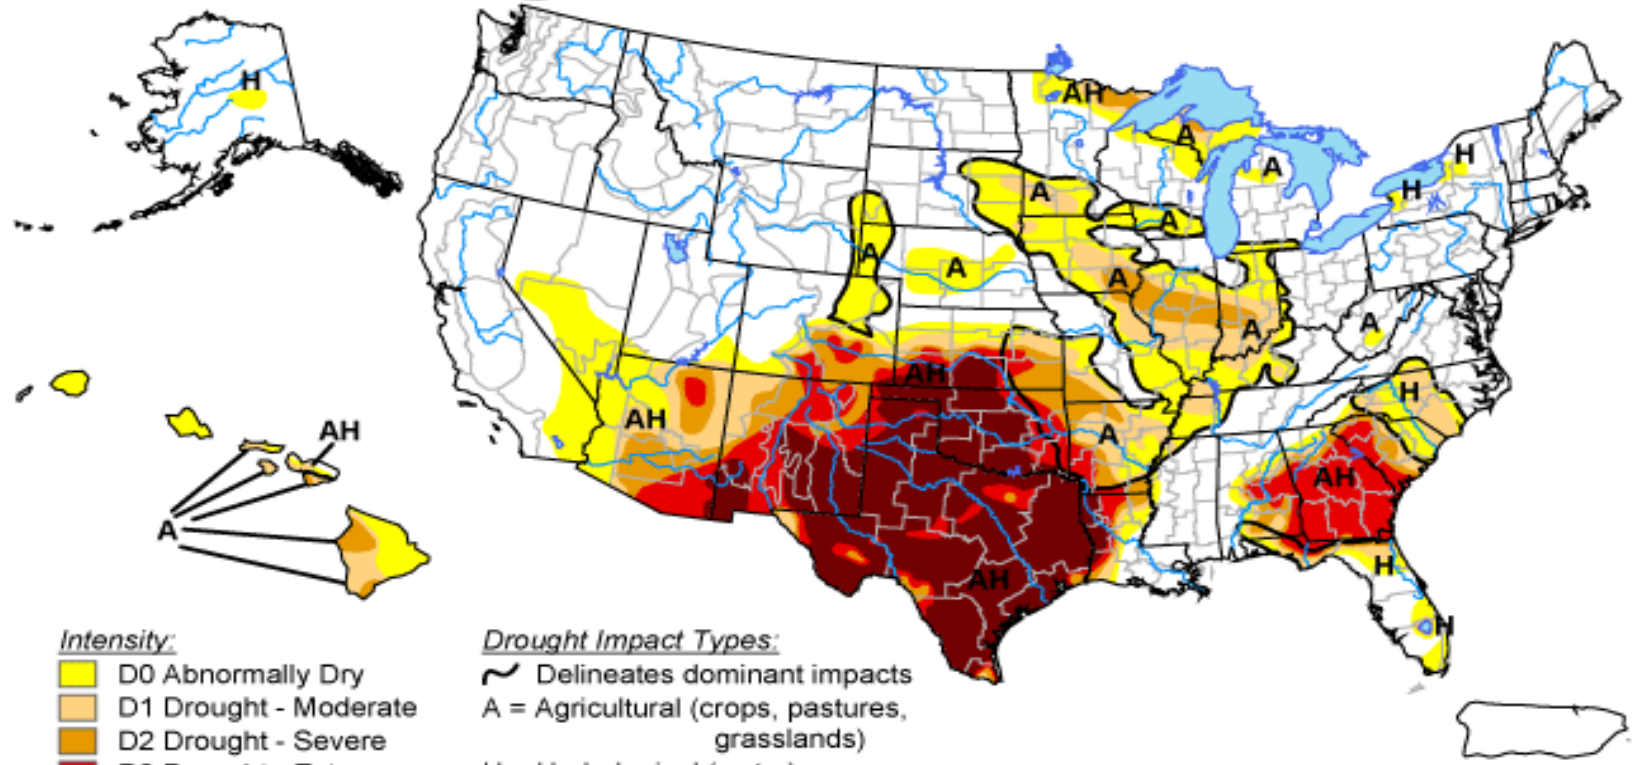 H
AH
A
A
H
H
A
A
A
A
A
A
A
AH
H
AH
AH
A
AH
A
AH
H
H
Intensity:
D0 Abnormally Dry
D1 Drought - Moderate
D2 Drought - Severe
Drought Impact Types:
Delineates dominant impacts
A = Agricultural (crops, pastures,
grasslands)